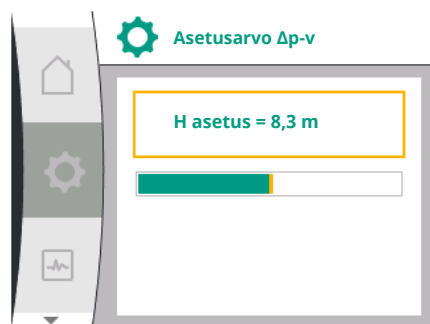 Asetusarvo Δp-v
H asetus = 8,3 m